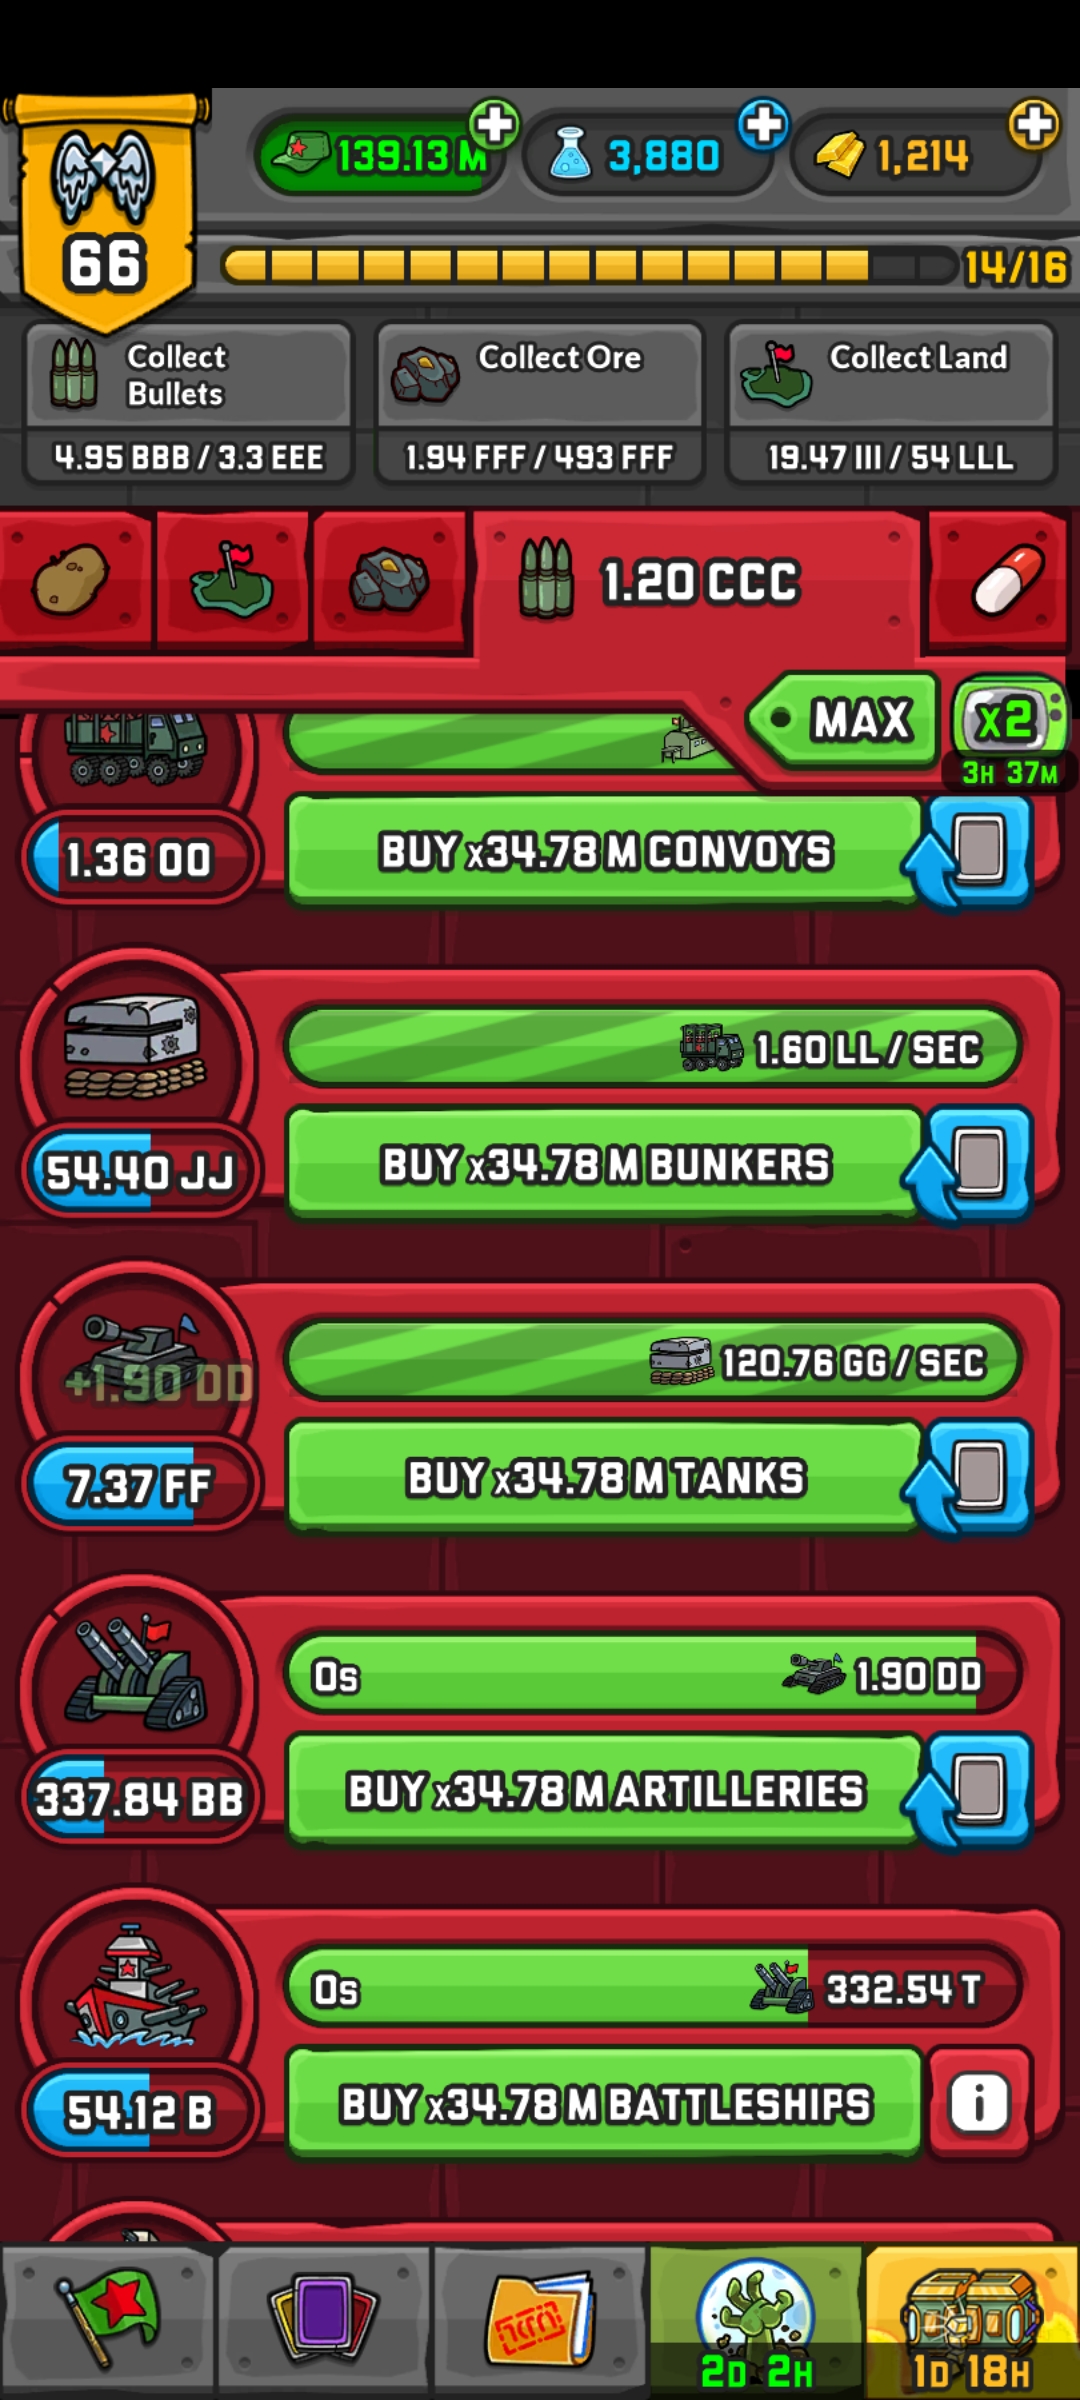 139.13 M
3,880
1,214
66
14/16
Collect
Bullets
Collect Ore
Collect Land
4.95 BBB / 3.3 EEE
1.94 FFF / 493 FFF
19.47 III / 54 LLL
1.20 CCC
MAX
x2
3H 37M
1.36 OO
BUY x34.78 M CONVOYS
1.60 LL / SEC
54.40 JJ
BUY x34.78 M BUNKERS
+1.90 DD
120.76 GG / SEC
7.37 FF
BUY x34.78 M TANKS
0s
1.90 DD
337.84 BB
BUY x34.78 M ARTILLERIES
0s
332.54 T
54.12 B
BUY x34.78 M BATTLESHIPS
i
2D 2H
1D 18H